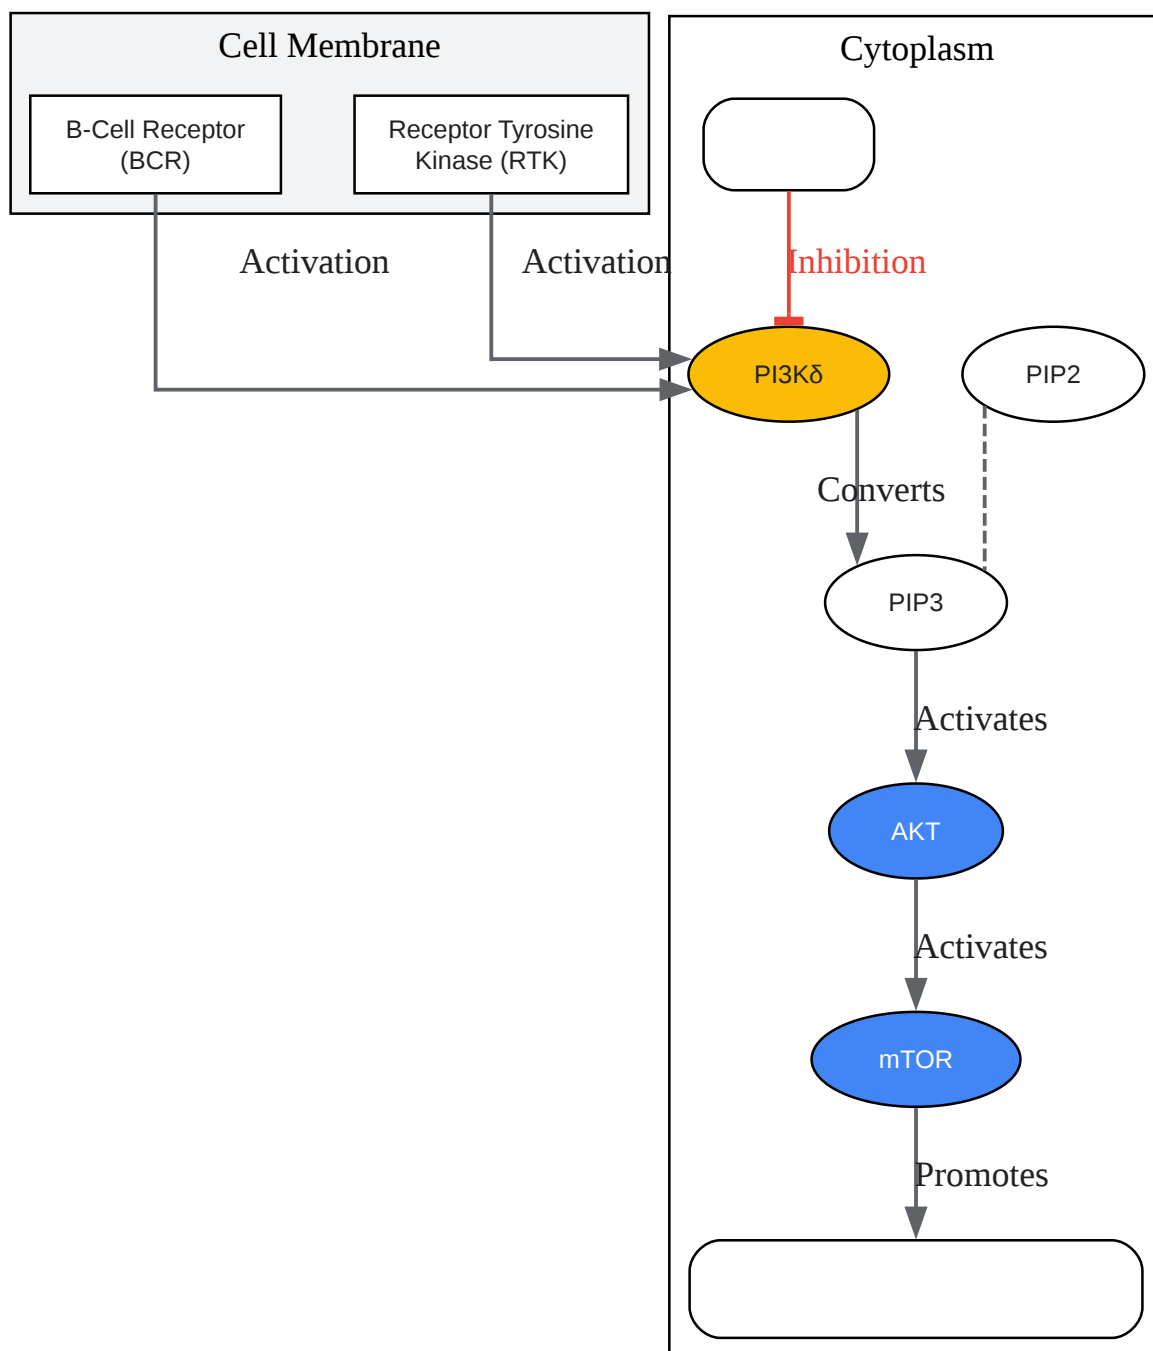 Cell Membrane
Cytoplasm
B-Cell Receptor
(BCR)
Receptor Tyrosine
Kinase (RTK)
Activation
Activation
Inhibition
PI3Kδ
PIP2
Converts
PIP3
Activates
AKT
Activates
mTOR
Promotes